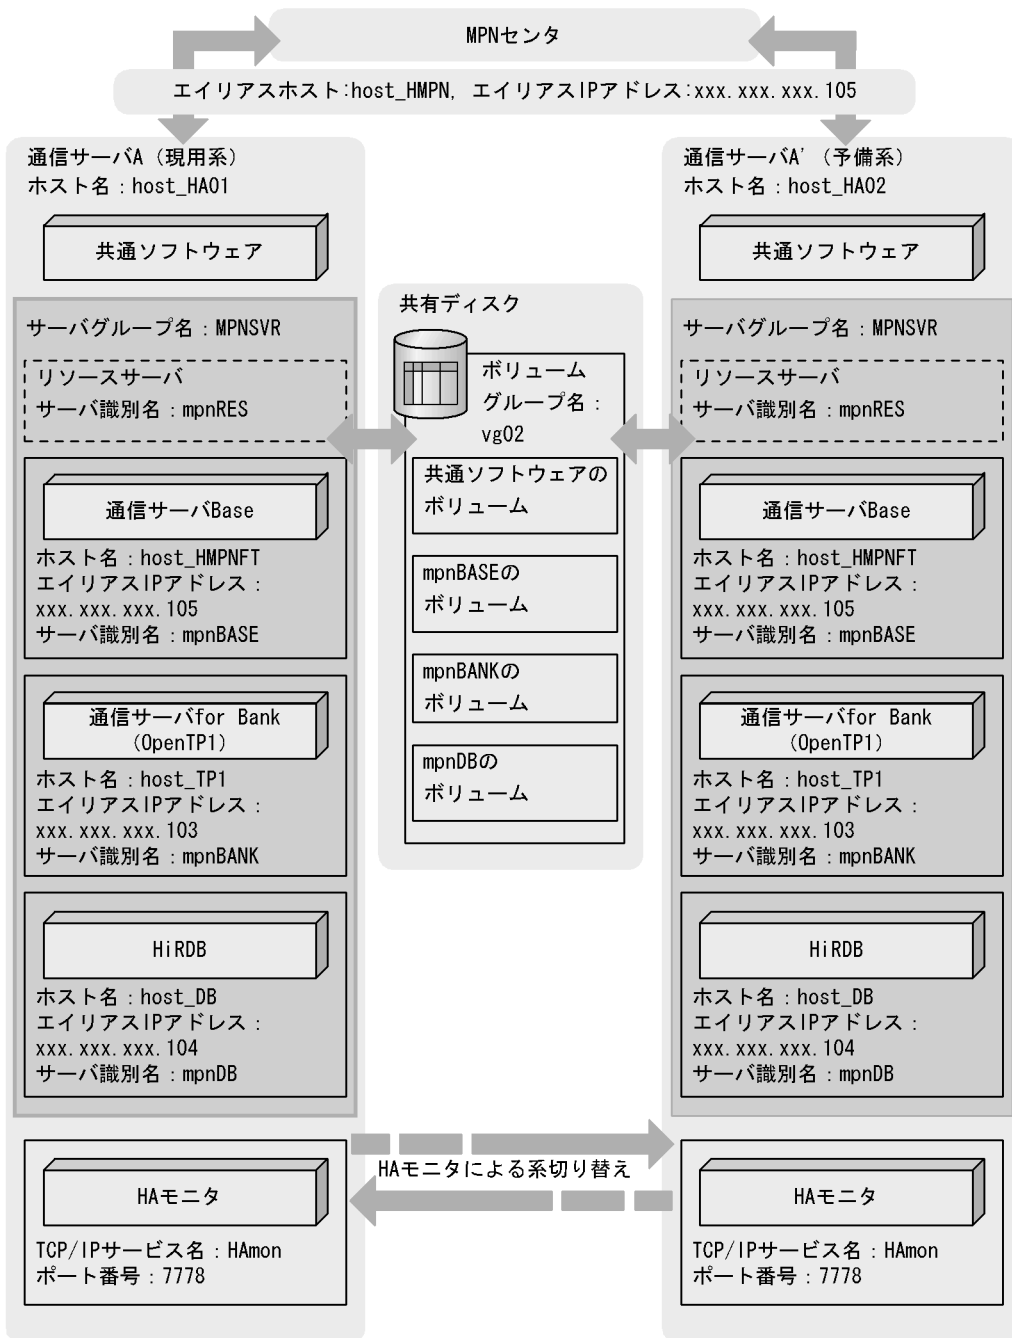 MPNセンタ
エイリアスホスト:host_HMPN, エイリアスIPアドレス:xxx.xxx.xxx.105
通信サーバA（現用系）
ホスト名：host_HA01
共通ソフトウェア
サーバグループ名：MPNSVR
リソースサーバ
サーバ識別名：mpnRES
通信サーバBase
ホスト名：host_HMPNFT
エイリアスIPアドレス：
xxx.xxx.xxx.105
サーバ識別名：mpnBASE
通信サーバfor Bank
(OpenTP1)
ホスト名：host_TP1
エイリアスIPアドレス：
xxx.xxx.xxx.103
サーバ識別名：mpnBANK
HiRDB
ホスト名：host_DB
エイリアスIPアドレス：
xxx.xxx.xxx.104
サーバ識別名：mpnDB
HAモニタ
TCP/IPサービス名：HAmon
ポート番号：7778
共有ディスク
ボリューム
グループ名：
vg02
共通ソフトウェアの
ボリューム
mpnBASEの
ボリューム
mpnBANKの
ボリューム
mpnDBの
ボリューム
HAモニタによる系切り替え
通信サーバA'（予備系）
ホスト名：host_HA02
共通ソフトウェア
サーバグループ名：MPNSVR
リソースサーバ
サーバ識別名：mpnRES
通信サーバBase
ホスト名：host_HMPNFT
エイリアスIPアドレス：
xxx.xxx.xxx.105
サーバ識別名：mpnBASE
通信サーバfor Bank
(OpenTP1)
ホスト名：host_TP1
エイリアスIPアドレス：
xxx.xxx.xxx.103
サーバ識別名：mpnBANK
HiRDB
ホスト名：host_DB
エイリアスIPアドレス：
xxx.xxx.xxx.104
サーバ識別名：mpnDB
HAモニタ
TCP/IPサービス名：HAmon
ポート番号：7778